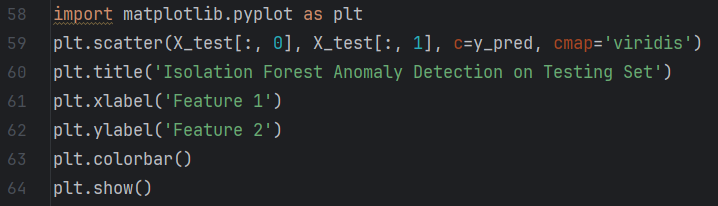 58 import matplotlib.pyplot as plt
59 plt.scatter(X_test[:, 0], X_test[:, 1], c=y_pred, cmap='viridis')
60 plt.title('Isolation Forest Anomaly Detection on Testing Set')
61 plt.xlabel('Feature 1')
62 plt.ylabel('Feature 2')
63 plt.colorbar()
64 plt.show()